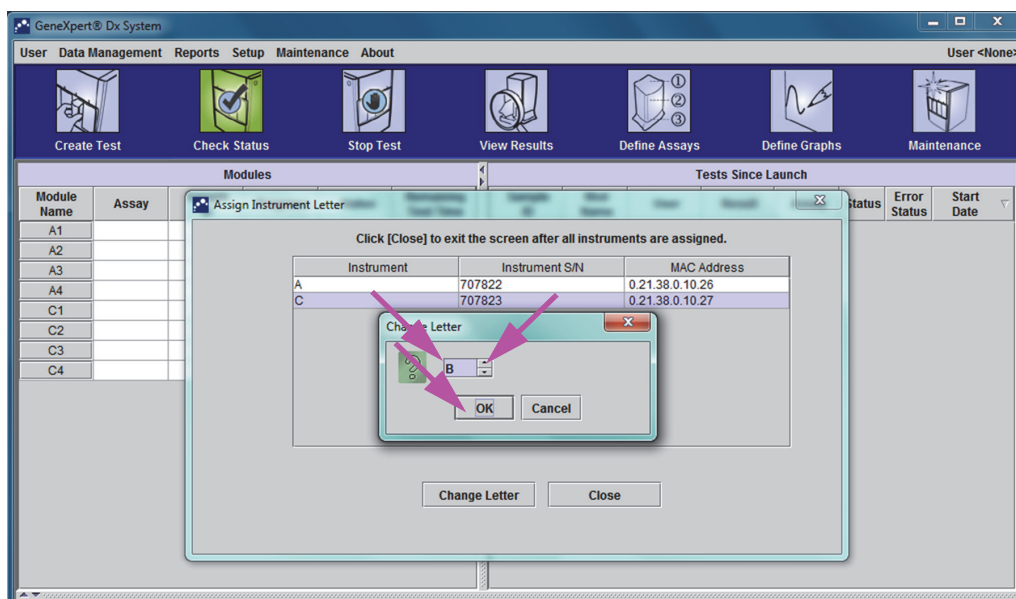 GeneXpert® Dx System
User Data Management Reports Setup Maintenance About User <None>
① ② ③
Create Test Check Status Stop Test View Results Define Assays Define Graphs Maintenance
Modules Tests Since Launch
Module Name Assay Status Error Status Start Date
Assign Instrument Letter
Click [Close] to exit the screen after all instruments are assigned.
Instrument Instrument S/N MAC Address
A 707822 0.21.38.0.10.26
C 707823 0.21.38.0.10.27
A1
A2
A3
A4
C1
C2
C3
C4
Change Letter
B
OK Cancel
Change Letter Close